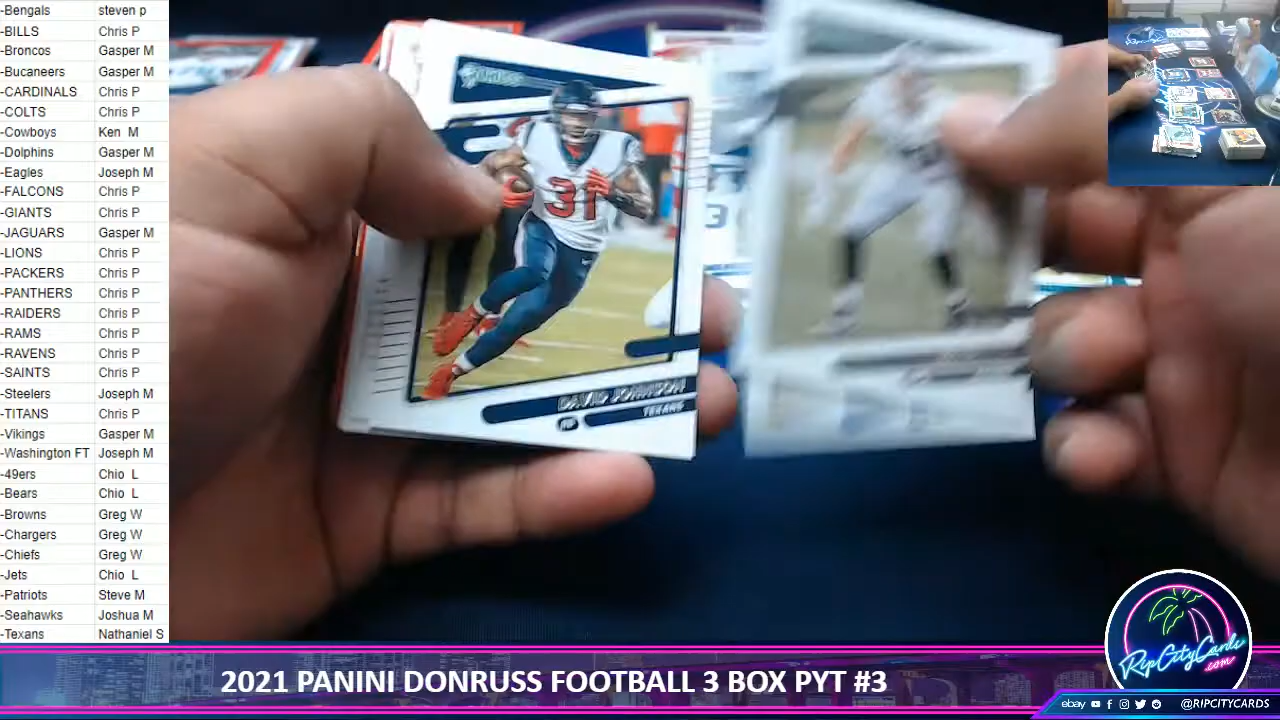 -Bengals steven p
-BILLS Chris P
-Broncos Gasper M
-Bucaneers Gasper M
-CARDINALS Chris P
-COLTS Chris P
-Cowboys Ken M
-Dolphins Gasper M
-Eagles Joseph M
-FALCONS Chris P
-GIANTS Chris P
-JAGUARS Gasper M
-LIONS Chris P
-PACKERS Chris P
-PANTHERS Chris P
-RAIDERS Chris P
-RAMS Chris P
-RAVENS Chris P
-SAINTS Chris P
-Steelers Joseph M
-TITANS Chris P
-Vikings Gasper M
-Washington FT Joseph M
-49ers Chio L
-Bears Chio L
-Browns Greg W
-Chargers Greg W
-Chiefs Greg W
-Jets Chio L
-Patriots Steve M
-Seahawks Joshua M
-Texans Nathaniel S
DONRUSS
31
DAVID JOHNSON
TEXANS
RB
3
2021 PANINI DONRUSS FOOTBALL 3 BOX PYT #3
RipCityCards
.com
ebay @RIPCITYCARDS